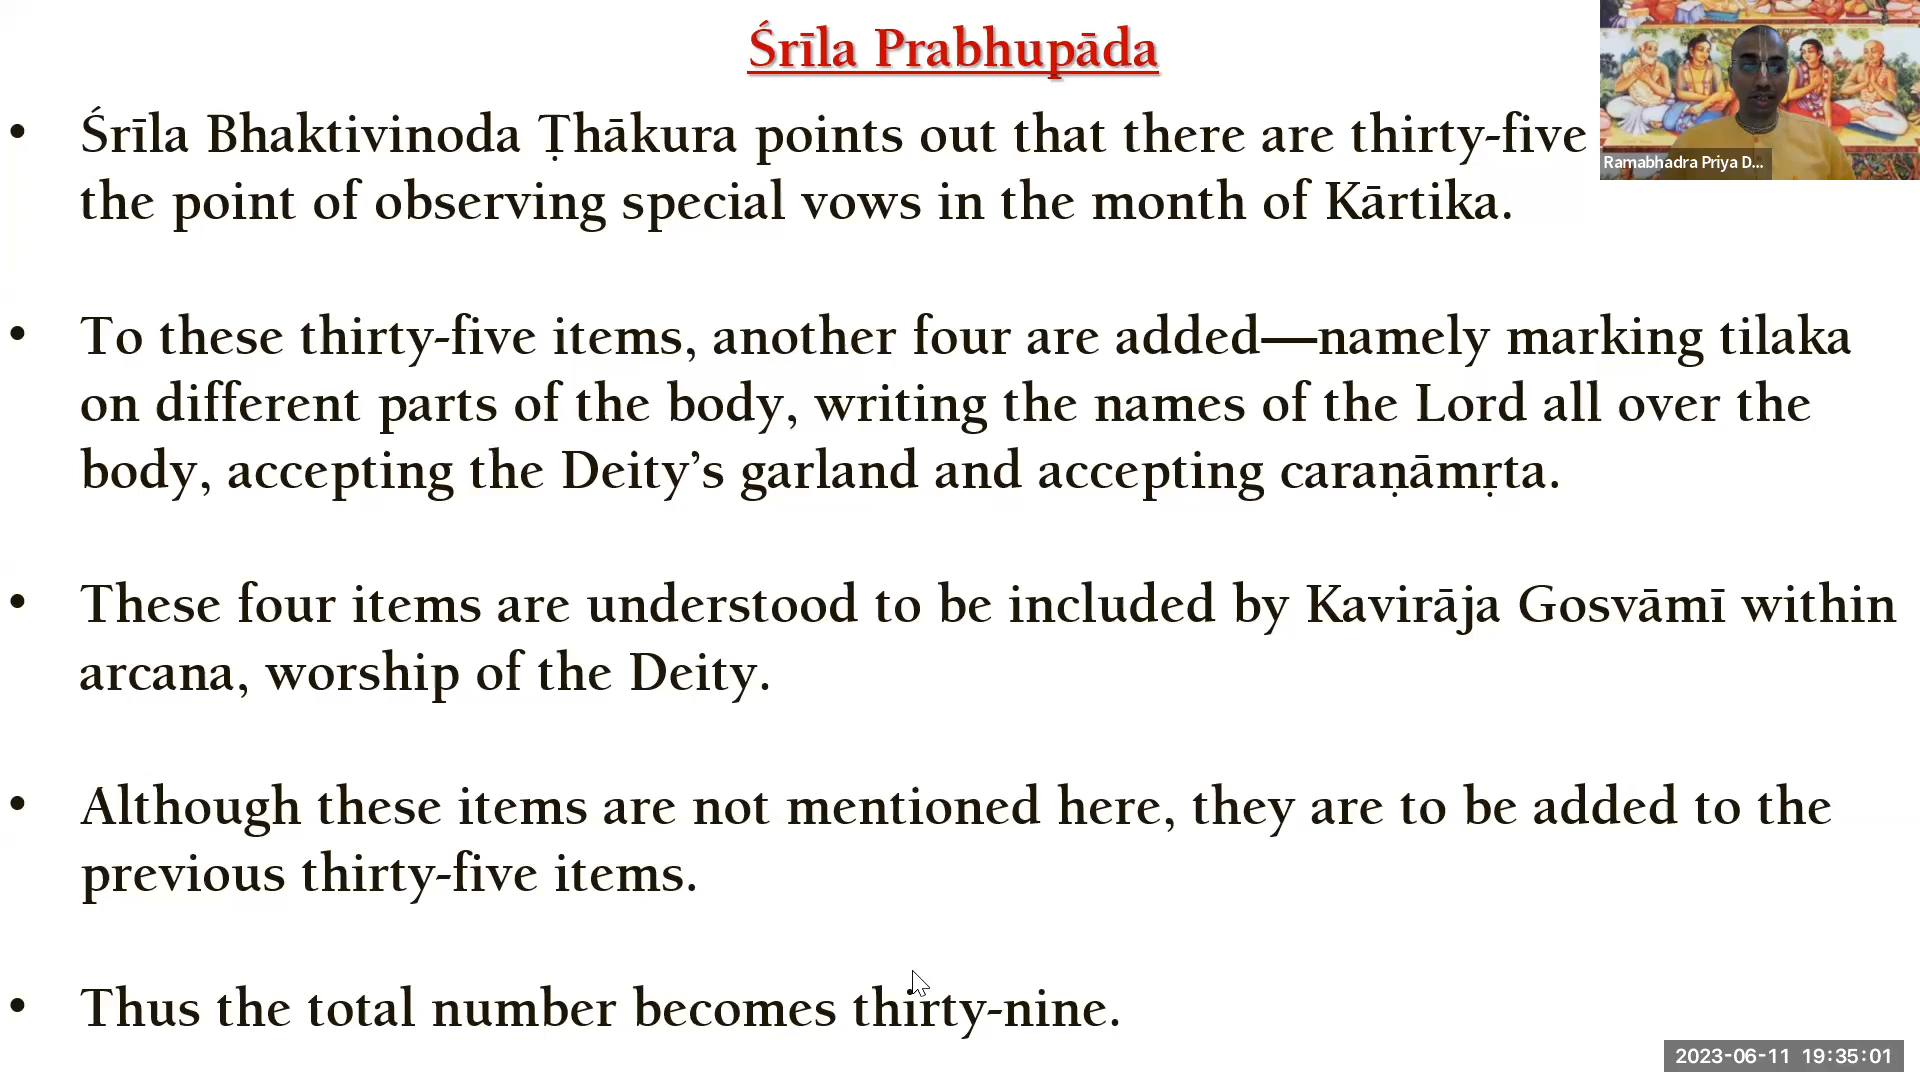 Śrīla Prabhupāda
• Śrīla Bhaktivinoda Ṭhākura points out that there are thirty-five
the point of observing special vows in the month of Kārtika.
• To these thirty-five items, another four are added—namely marking tilaka
on different parts of the body, writing the names of the Lord all over the
body, accepting the Deity’s garland and accepting caraṇāmṛta.
• These four items are understood to be included by Kavirāja Gosvāmī within
arcana, worship of the Deity.
• Although these items are not mentioned here, they are to be added to the
previous thirty-five items.
• Thus the total number becomes thirty-nine.
Ramabhadra Priya D...
2023-06-11 19:35:01